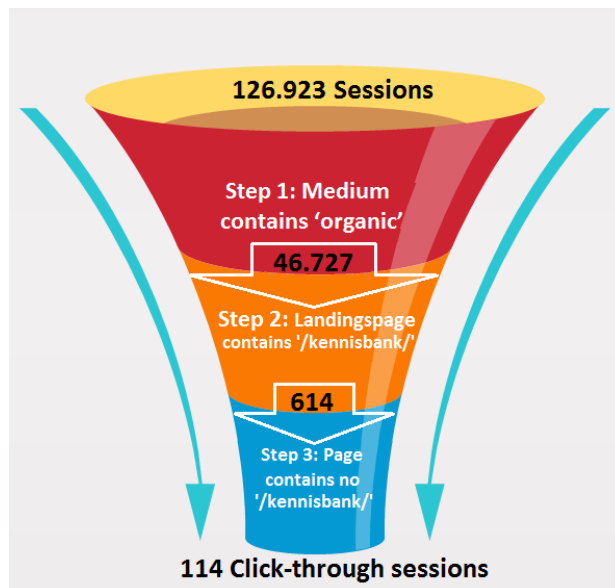 126.923 Sessions
Step 1: Medium
contains 'organic'
46.727
Step 2: Landingspage
contains '/kennisbank/'
614
Step 3: Page
contains no
'/kennisbank/'
114 Click-through sessions